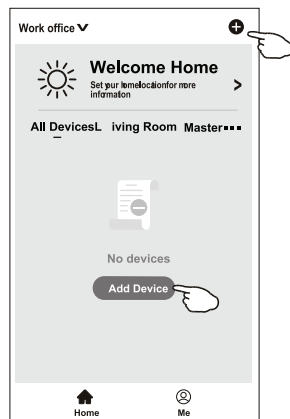 Work office
Welcome Home
Set your homelocationfor more
information
All DevicesL iving Room Master
No devices
Add Device
Home Me